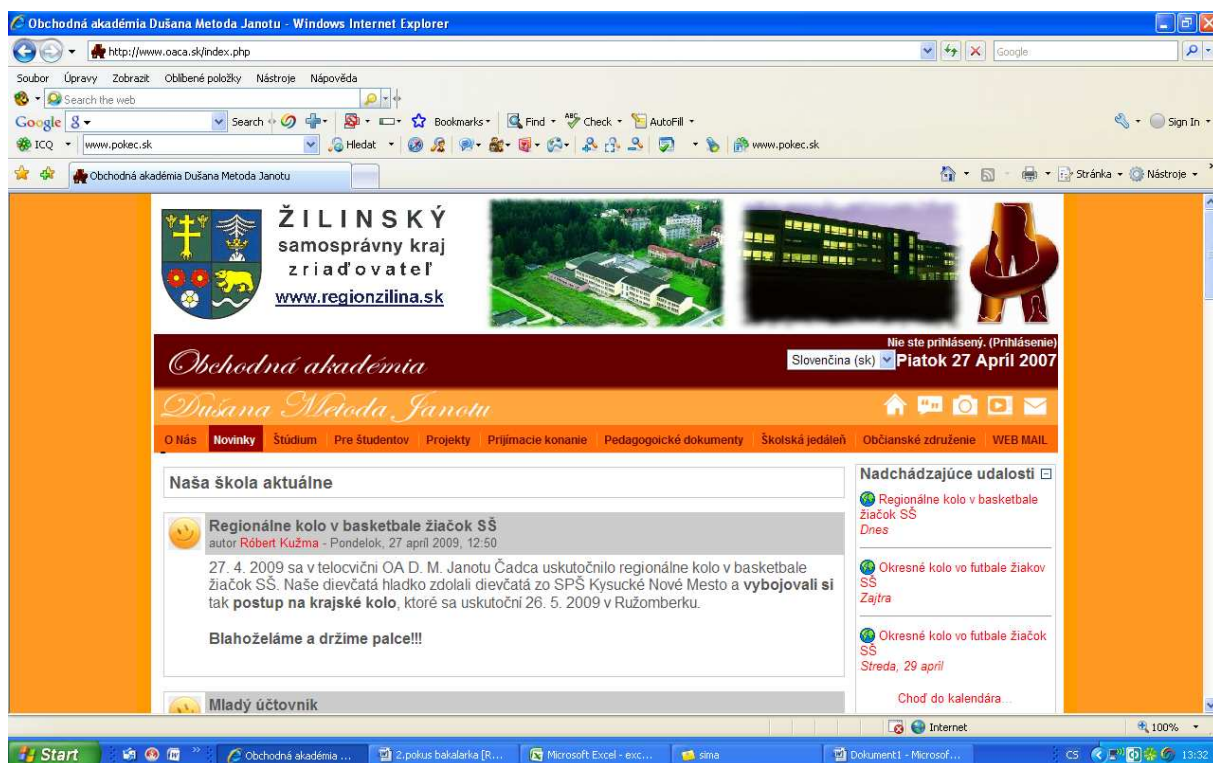 Obchodná akadémia Dušana Metoda Janotu - Windows Internet Explorer
http://www.oaca.sk/index.php
Google
Soubor Úpravy Zobrazit Oblíbené položky Nástroje Nápověda
Search the web
Google Search Bookmarks Find Check AutoFill Sign In
ICQ www.pokec.sk Hledat www.pokec.sk
Obchodná akadémia Dušana Metoda Janotu Stránka Nástroje
ŽILINSKÝ
samosprávny kraj
zriaďovateľ
www.regionzilina.sk
Nie ste prihlásený. (Prihlásenie)
Obchodná akadémia
Slovenčina (sk) Piatok 27 Apríl 2007
Dušana Metoda Janotu
O Nás Novinky Štúdium Pre študentov Projekty Prijímacie konanie Pedagogoické dokumenty Školská jedáleň Občianské združenie WEB MAIL
Naša škola aktuálne
Regionálne kolo v basketbale žiačok SŠ
autor Róbert Kužma - Pondelok, 27 apríl 2009, 12:50
27. 4. 2009 sa v telocvični OA D. M. Janotu Čadca uskutočnilo regionálne kolo v basketbale
žiačok SŠ. Naše dievčatá hladko zdolali dievčatá zo SPŠ Kysucké Nové Mesto a vybojovali si
tak postup na krajské kolo, ktoré sa uskutoční 26. 5. 2009 v Ružomberku.
Blahoželáme a držíme palce!!!
Mladý účtovník
Nadchádzajúce udalosti
Regionálne kolo v basketbale
žiačok SŠ
Dnes
Okresné kolo vo futbale žiakov
SŠ
Zajtra
Okresné kolo vo futbale žiačok
SŠ
Streda, 29 apríl
Choď do kalendára...
Internet 100%
Start Obchodná akadémia ... 2.pokus bakalarka [R... Microsoft Excel - exc... sima Dokument1 - Microsof... CS 13:32